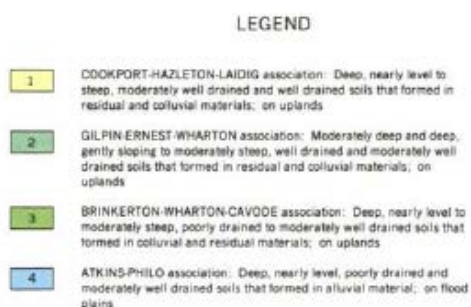 LEGEND
1
COOKPORT-HAZLETON-LAIDIG association: Deep, nearly level to
steep, moderately well drained and well drained soils that formed in
residual and colluvial materials; on uplands
2
GILPIN-ERNEST-WHARTON association: Moderately deep and deep,
gently sloping to moderately steep, well drained and moderately well
drained soils that formed in residual and colluvial materials; on
uplands
3
BRINKERTON-WHARTON-CAVODE association: Deep, nearly level to
moderately steep, poorly drained to moderately well drained soils that
formed in colluvial and residual materials; on uplands
4
ATKINS-PHILO association: Deep, nearly level, poorly drained and
moderately well drained soils that formed in alluvial material; on flood
plains